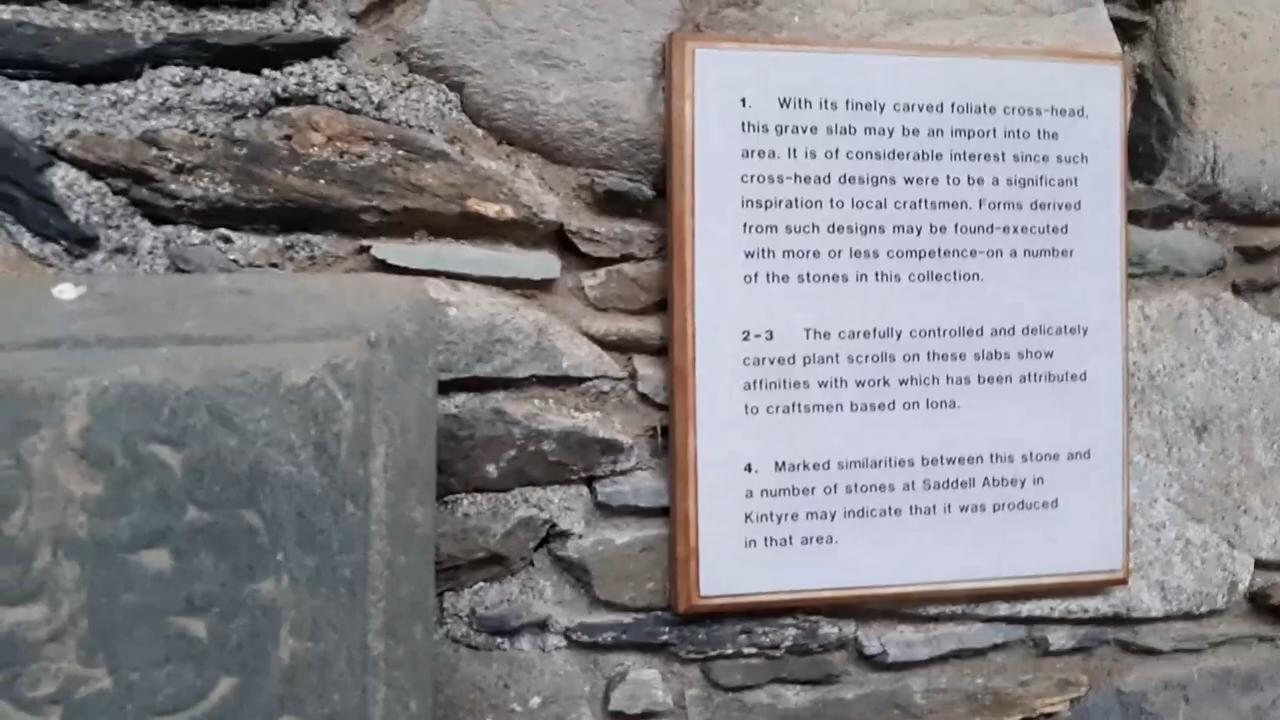 1. With its finely carved foliate cross-head,
this grave slab may be an import into the
area. It is of considerable interest since such
cross-head designs were to be a significant
inspiration to local craftsmen. Forms derived
from such designs may be found-executed
with more or less competence-on a number
of the stones in this collection.
2-3 The carefully controlled and delicately
carved plant scrolls on these slabs show
affinities with work which has been attributed
to craftsmen based on Iona.
4. Marked similarities between this stone and
a number of stones at Saddell Abbey in
Kintyre may indicate that it was produced
in that area.